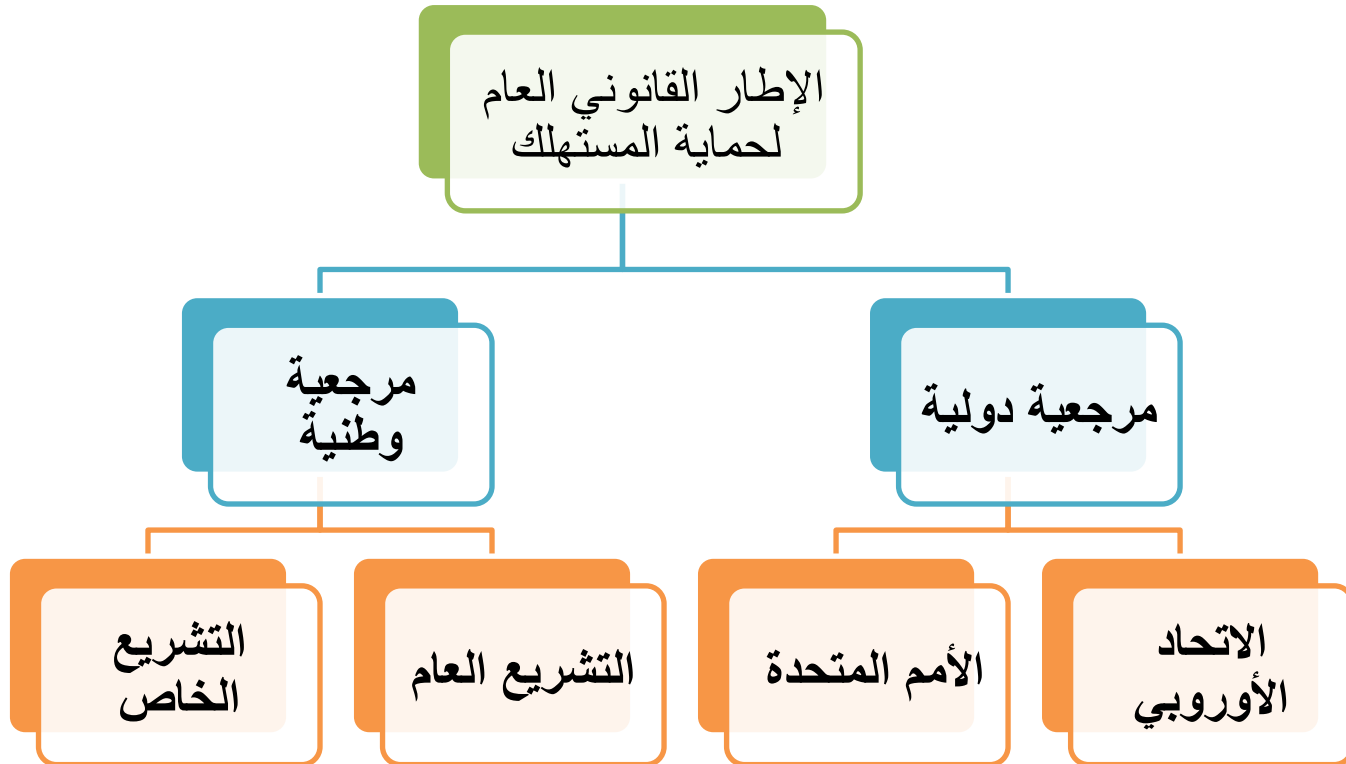 الإطار القانوني العام
لحماية المستهلك
مرجعية دولية
مرجعية
وطنية
الاتحاد
الأوروبي
الأمم المتحدة
التشريع العام
التشريع
الخاص